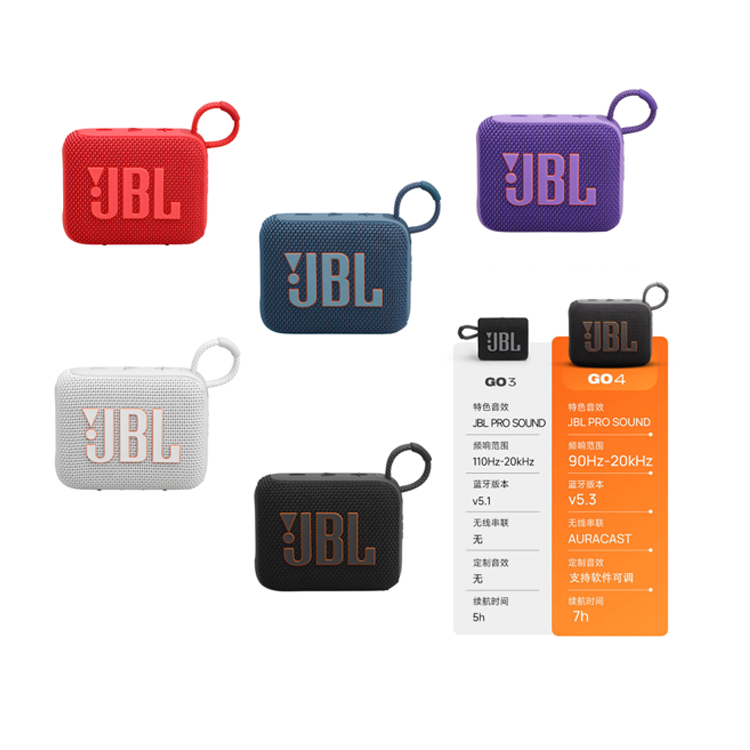 JBL
JBL
JBL
JBL
JBL
JBL
JBL
GO 3
特色音效
JBL PRO SOUND
频响范围
110Hz-20kHz
蓝牙版本
v5.1
无线串联
无
定制音效
无
续航时间
5h
GO 4
特色音效
JBL PRO SOUND
频响范围
90Hz-20kHz
蓝牙版本
v5.3
无线串联
AURACAST
定制音效
支持软件可调
续航时间
7h